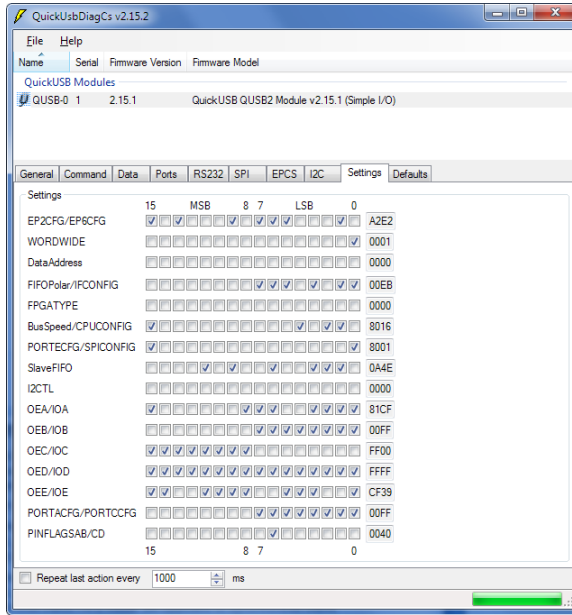 QuickUsbDiagCs v2.15.2
File Help
Name Serial Firmware Version Firmware Model
QuickUSB Modules
QUSB-0 1 2.15.1 QuickUSB QUSB2 Module v2.15.1 (Simple I/O)
General Command Data Ports RS232 SPI EPCS I2C Settings Defaults
Settings
15 MSB 8 7 LSB 0
EP2CFG/EP6CFG A2E2
WORDWIDE 0001
DataAddress 0000
FIFOPolar/IFCONFIG 00EB
FPGATYPE 0000
BusSpeed/CPUCONFIG 8016
PORTECFG/SPICONFIG 8001
SlaveFIFO 0A4E
I2CTL 0000
OEA/IOA 81CF
OEB/IOB 00FF
OEC/IOC FF00
OED/IOD FFFF
OEE/IOE CF39
PORTACFG/PORTCCFG 00FF
PINFLAGSAB/CD 0040
15 8 7 0
Repeat last action every 1000 ms